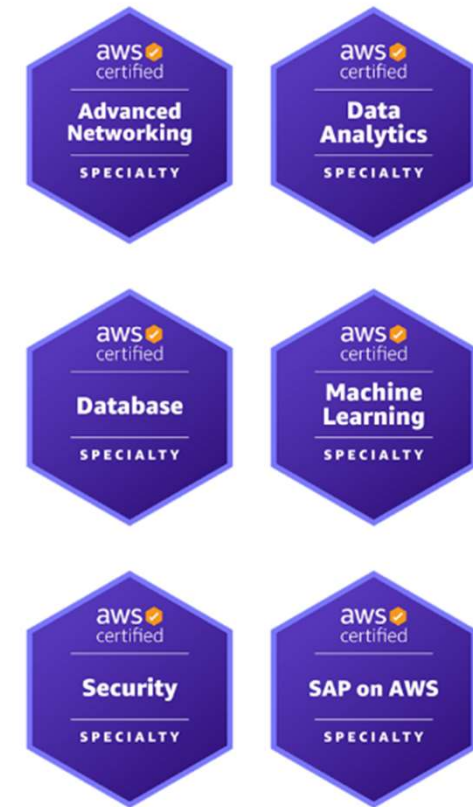 aws
certified
Advanced
Networking
SPECIALTY
aws
certified
Data
Analytics
SPECIALTY
aws
certified
Database
SPECIALTY
aws
certified
Machine
Learning
SPECIALTY
aws
certified
Security
SPECIALTY
aws
certified
SAP on AWS
SPECIALTY